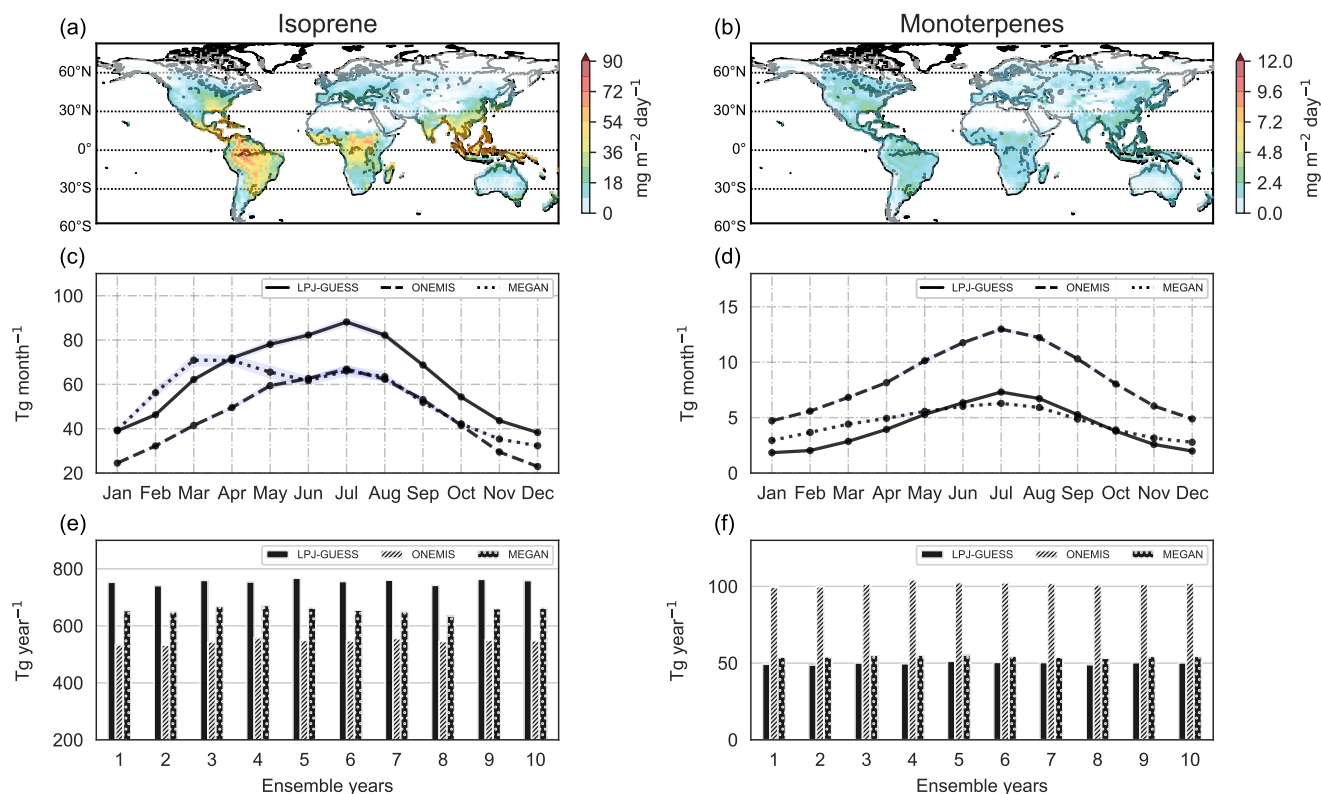 (a) Isoprene
(b) Monoterpenes
60°N
30°N
0°
30°S
60°S
90
72
54
36
18
0
mg m⁻² day⁻¹
60°N
30°N
0°
30°S
60°S
12.0
9.6
7.2
4.8
2.4
0.0
mg m⁻² day⁻¹
(c)
LPJ-GUESS ONEMIS MEGAN
100
80
60
40
20
Tg month⁻¹
Jan Feb Mar Apr May Jun Jul Aug Sep Oct Nov Dec
(d)
LPJ-GUESS ONEMIS MEGAN
15
10
5
0
Tg month⁻¹
Jan Feb Mar Apr May Jun Jul Aug Sep Oct Nov Dec
(e)
LPJ-GUESS ONEMIS MEGAN
800
600
400
200
Tg year⁻¹
1 2 3 4 5 6 7 8 9 10
Ensemble years
(f)
LPJ-GUESS ONEMIS MEGAN
100
50
0
Tg year⁻¹
1 2 3 4 5 6 7 8 9 10
Ensemble years